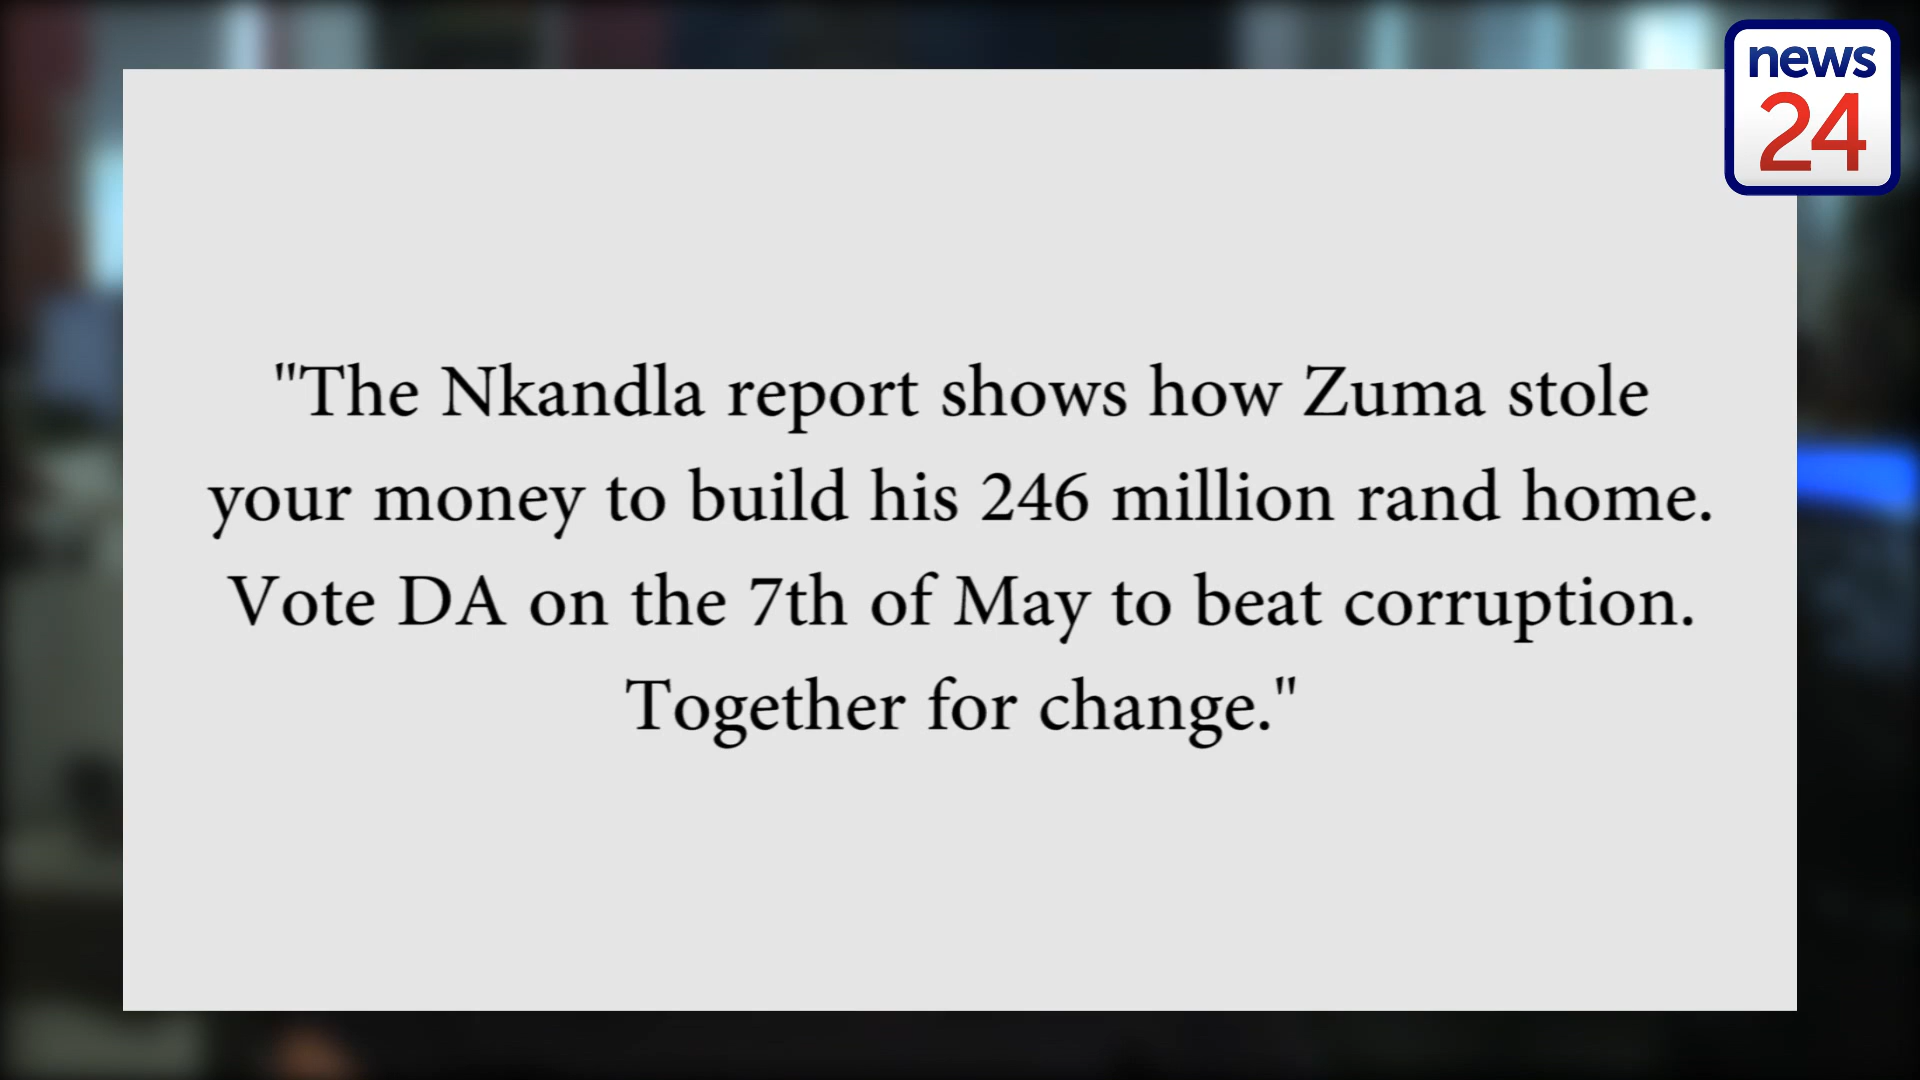 news
24
"The Nkandla report shows how Zuma stole
your money to build his 246 million rand home.
Vote DA on the 7th of May to beat corruption.
Together for change."